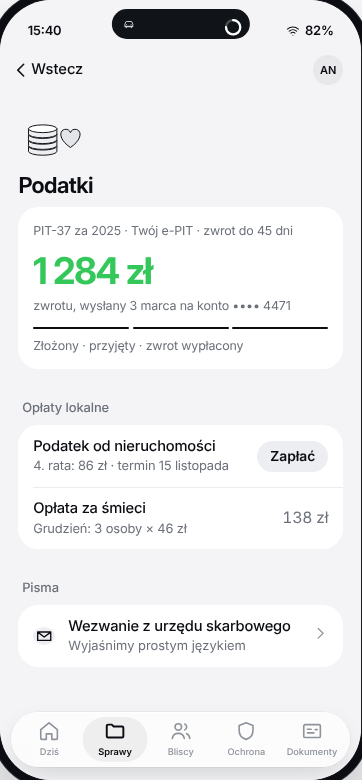 15:40
82%
Wstecz
AN
Podatki
PIT-37 za 2025 · Twój e-PIT · zwrot do 45 dni
1 284 zł
zwrotu, wysłany 3 marca na konto •••• 4471
Złożony · przyjęty · zwrot wypłacony
Opłaty lokalne
Podatek od nieruchomości
4. rata: 86 zł · termin 15 listopada
Zapłać
Opłata za śmieci
Grudzień: 3 osoby × 46 zł
138 zł
Pisma
Wezwanie z urzędu skarbowego
Wyjaśnimy prostym językiem
Dziś
Sprawy
Bliscy
Ochrona
Dokumenty